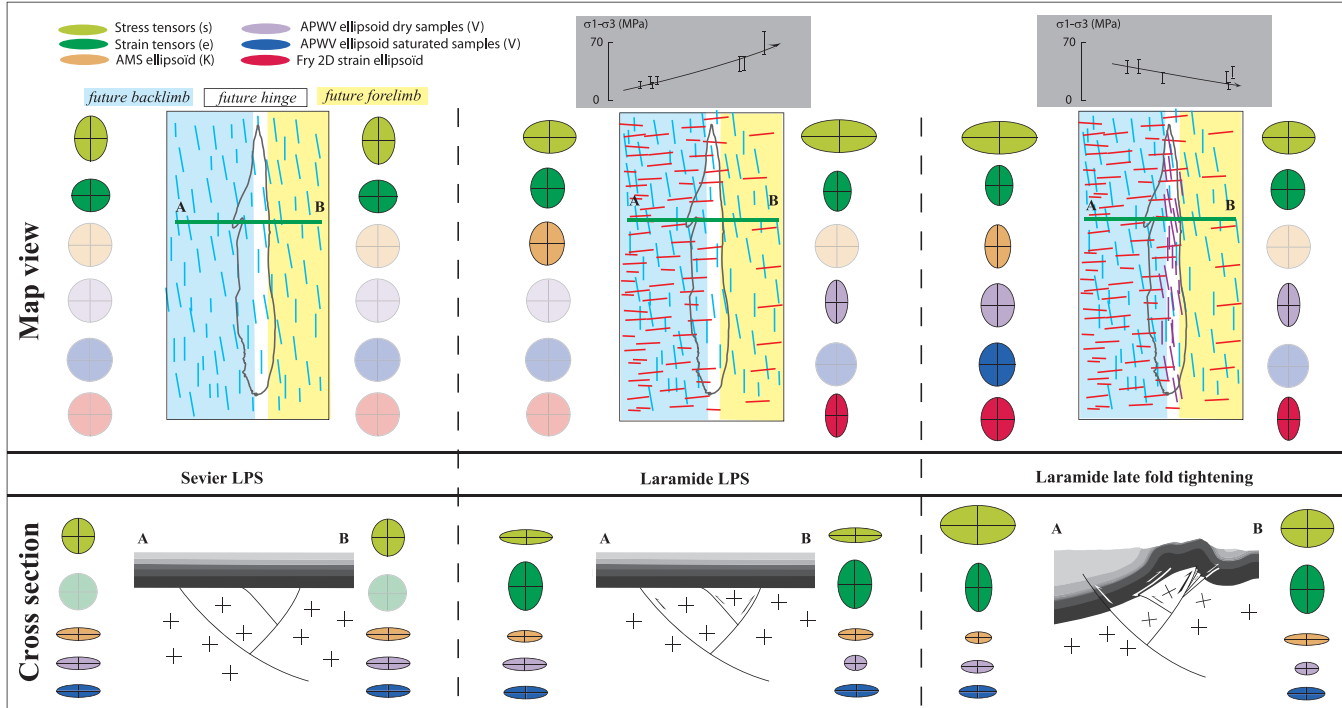 Stress tensors (s)
Strain tensors (e)
AMS ellipsoïd (K)
APWV ellipsoid dry samples (V)
APWV ellipsoid saturated samples (V)
Fry 2D strain ellipsoïd
σ1–σ3 (MPa)
70
0
σ1–σ3 (MPa)
70
0
future backlimb
future hinge
future forelimb
Map view
A
B
A
B
A
B
Sevier LPS
Laramide LPS
Laramide late fold tightening
Cross section
A
B
A
B
A
B